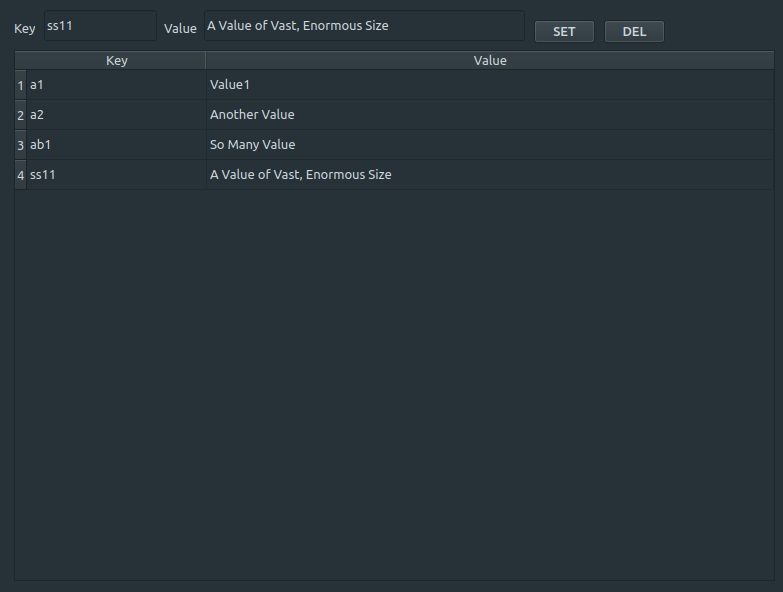 Key ss11 Value A Value of Vast, Enormous Size SET DEL
Key Value
1 a1 Value1
2 a2 Another Value
3 ab1 So Many Value
4 ss11 A Value of Vast, Enormous Size